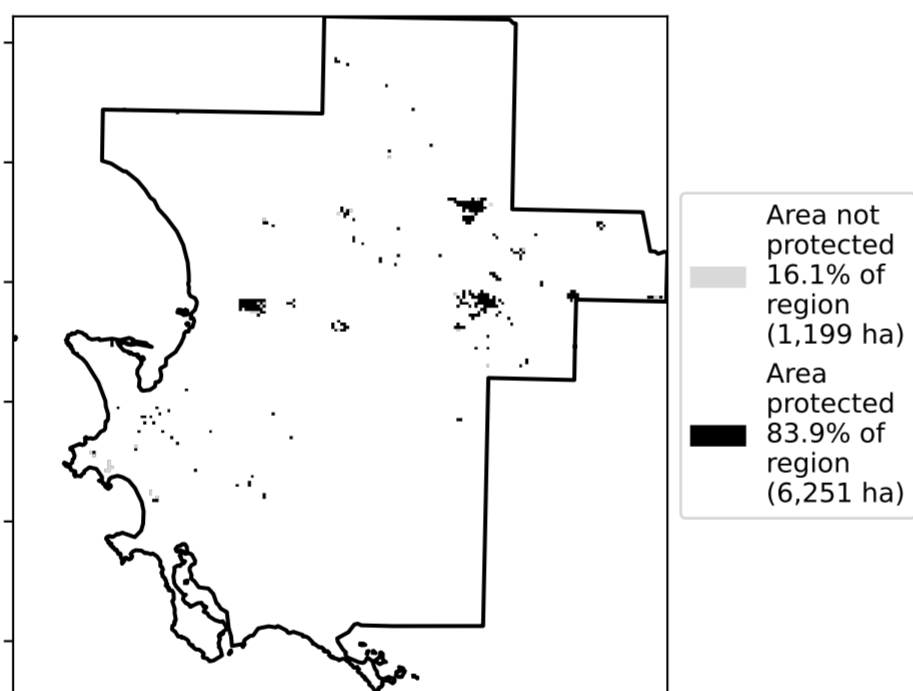 Area not
protected
16.1% of
region
(1,199 ha)
Area
protected
83.9% of
region
(6,251 ha)